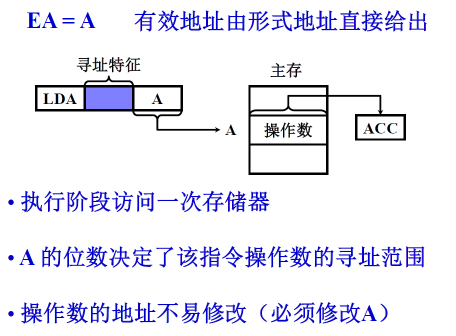 EA = A 有效地址由形式地址直接给出
寻址特征
主存
LDA
A
A
操作数
ACC
• 执行阶段访问一次存储器
• A 的位数决定了该指令操作数的寻址范围
• 操作数的地址不易修改（必须修改A）